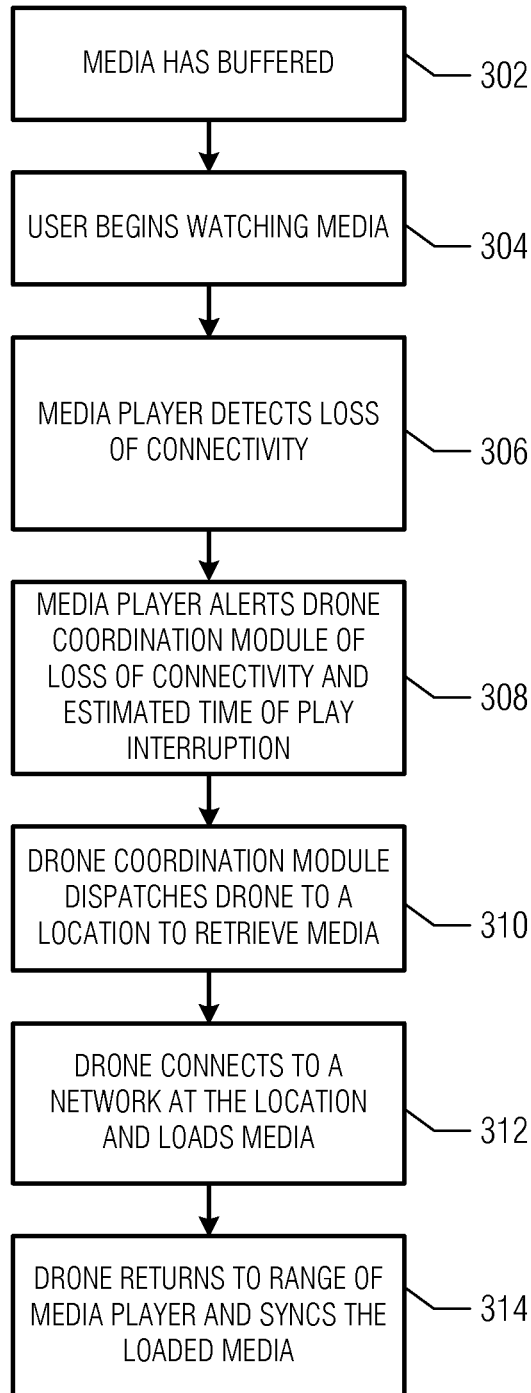 MEDIA HAS BUFFERED
302
USER BEGINS WATCHING MEDIA
304
MEDIA PLAYER DETECTS LOSS
OF CONNECTIVITY
306
MEDIA PLAYER ALERTS DRONE
COORDINATION MODULE OF
LOSS OF CONNECTIVITY AND
ESTIMATED TIME OF PLAY
INTERRUPTION
308
DRONE COORDINATION MODULE
DISPATCHES DRONE TO A
LOCATION TO RETRIEVE MEDIA
310
DRONE CONNECTS TO A
NETWORK AT THE LOCATION
AND LOADS MEDIA
312
DRONE RETURNS TO RANGE OF
MEDIA PLAYER AND SYNCS THE
LOADED MEDIA
314